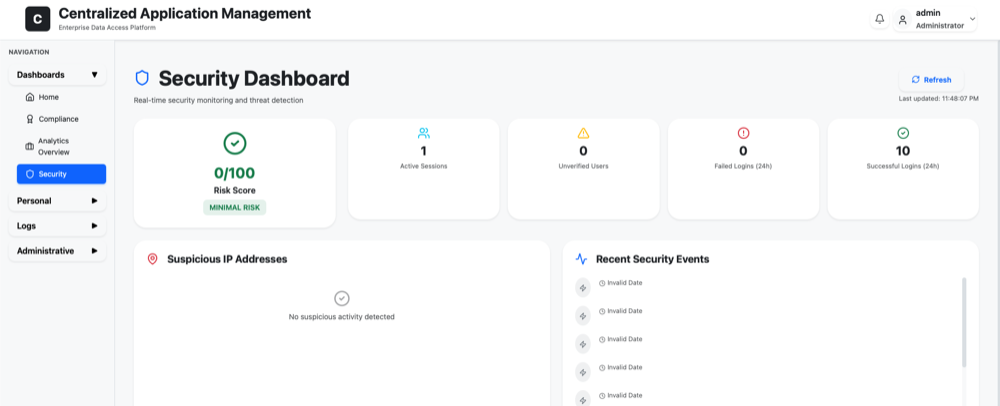 C
Centralized Application Management
Enterprise Data Access Platform
admin
Administrator
NAVIGATION
Dashboards
Home
Compliance
Analytics
Overview
Security
Personal
Logs
Administrative
Security Dashboard
Real-time security monitoring and threat detection
Refresh
Last updated: 11:48:07 PM
0/100
Risk Score
MINIMAL RISK
1
Active Sessions
0
Unverified Users
0
Failed Logins (24h)
10
Successful Logins (24h)
Suspicious IP Addresses
No suspicious activity detected
Recent Security Events
Invalid Date
Invalid Date
Invalid Date
Invalid Date
Invalid Date